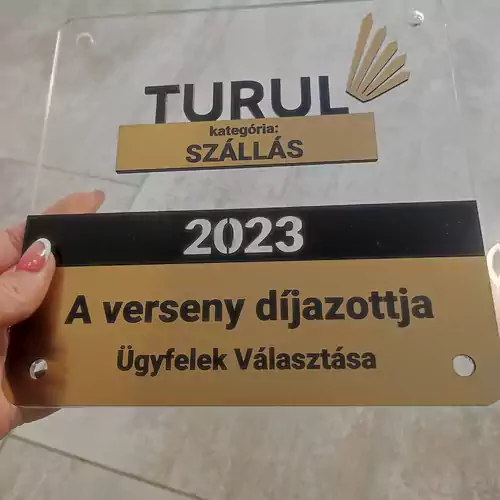 TURUL
kategória:
SZÁLLÁS
2023
A verseny díjazottja
Ügyfelek Választása